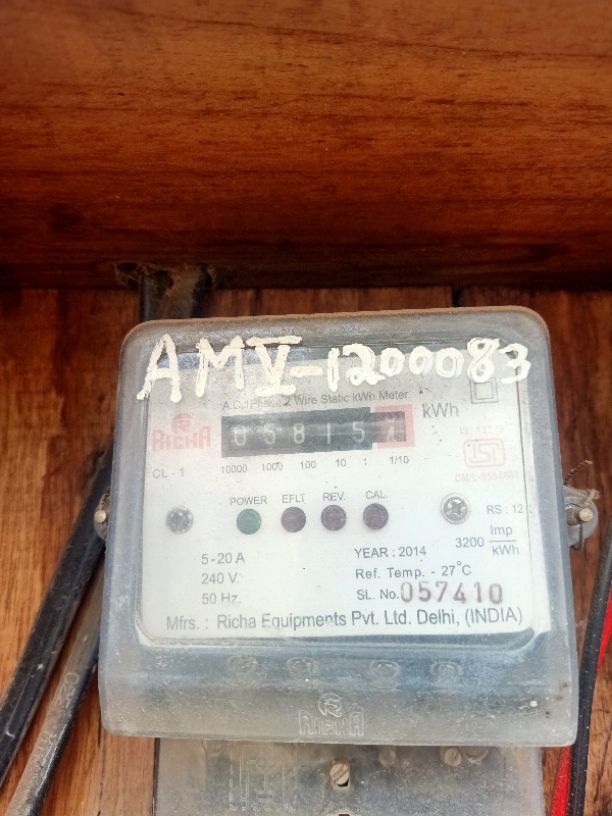 AMV-1200083
A.C. 1 Phase 2 Wire Static kWh Meter
RICHA
kWh
05815
CL - 1
10000 1000 100 10 1 1/10
ISI
POWER EFLT REV. CAL.
RS : 12
3200 Imp/kWh
5-20 A
240 V.
50 Hz.
YEAR : 2014
Ref. Temp. - 27°C
SL. No. 057410
Mfrs. : Richa Equipments Pvt. Ltd. Delhi, (INDIA)
RICHA